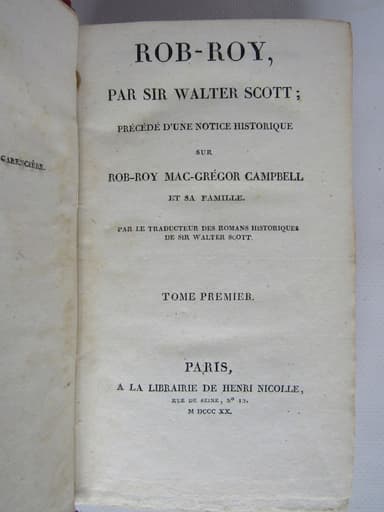 GARENCIÈRE.
ROB-ROY,
PAR SIR WALTER SCOTT;
PRÉCÉDÉ D'UNE NOTICE HISTORIQUE
SUR
ROB-ROY MAC-GRÉGOR CAMPBELL
ET SA FAMILLE.
PAR LE TRADUCTEUR DES ROMANS HISTORIQUES
DE SIR WALTER SCOTT.
TOME PREMIER.
PARIS,
A LA LIBRAIRIE DE HENRI NICOLLE,
RUE DE SEINE, Nº 12.
M DCCC XX.